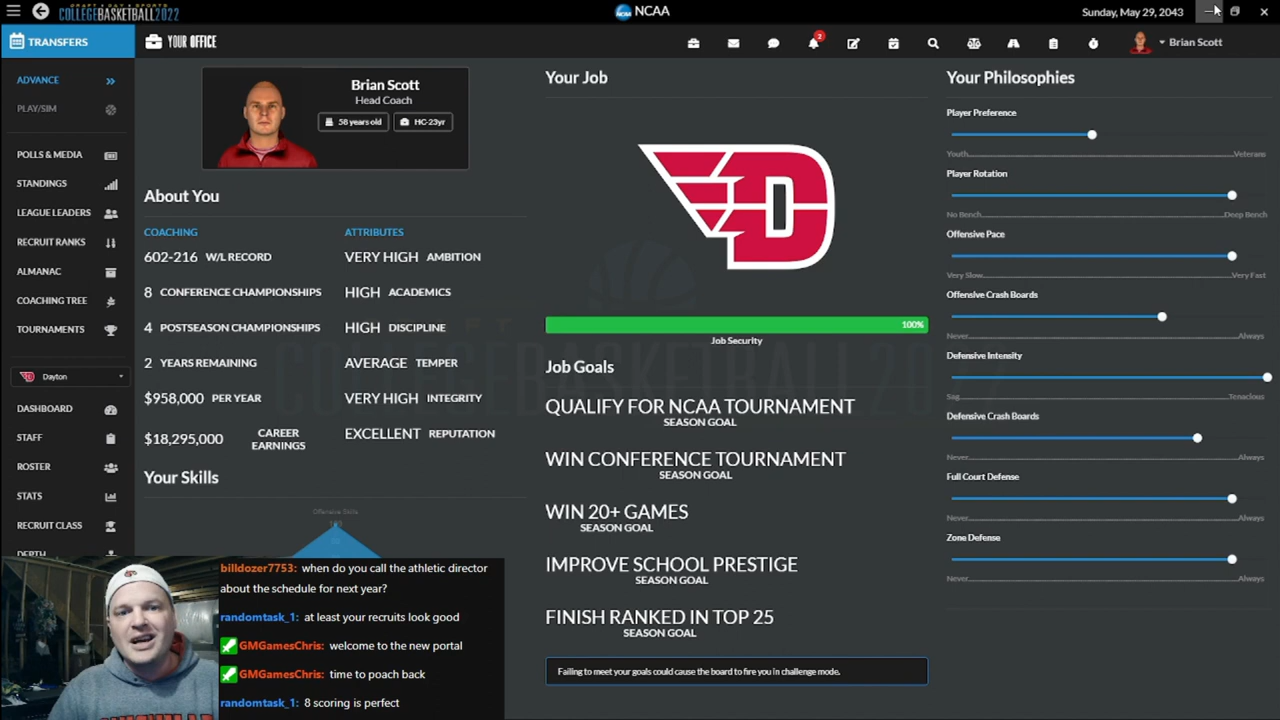 DRAFT DAY SPORTS
COLLEGEBASKETBALL2022
NCAA
Sunday, May 29, 2043
TRANSFERS
YOUR OFFICE
2
Brian Scott
ADVANCE
PLAY/SIM
POLLS & MEDIA
STANDINGS
LEAGUE LEADERS
RECRUIT RANKS
ALMANAC
COACHING TREE
TOURNAMENTS
Dayton
DASHBOARD
STAFF
ROSTER
STATS
RECRUIT CLASS
DEPTH
Brian Scott
Head Coach
58 years old
HC-23yr
About You
COACHING
602-216 W/L RECORD
8 CONFERENCE CHAMPIONSHIPS
4 POSTSEASON CHAMPIONSHIPS
2 YEARS REMAINING
$958,000 PER YEAR
$18,295,000 CAREER EARNINGS
ATTRIBUTES
VERY HIGH AMBITION
HIGH ACADEMICS
HIGH DISCIPLINE
AVERAGE TEMPER
VERY HIGH INTEGRITY
EXCELLENT REPUTATION
Your Skills
Offensive Skills
100
Your Job
D
100%
Job Security
Job Goals
QUALIFY FOR NCAA TOURNAMENT
SEASON GOAL
WIN CONFERENCE TOURNAMENT
SEASON GOAL
WIN 20+ GAMES
SEASON GOAL
IMPROVE SCHOOL PRESTIGE
SEASON GOAL
FINISH RANKED IN TOP 25
SEASON GOAL
Failing to meet your goals could cause the board to fire you in challenge mode.
Your Philosophies
Player Preference
Youth Veterans
Player Rotation
No Bench Deep Bench
Offensive Pace
Very Slow Very Fast
Offensive Crash Boards
Never Always
Defensive Intensity
Sag Tenacious
Defensive Crash Boards
Never Always
Full Court Defense
Never Always
Zone Defense
Never Always
billdozer7753: when do you call the athletic director
about the schedule for next year?
randomtask_1: at least your recruits look good
GMGamesChris: welcome to the new portal
GMGamesChris: time to poach back
randomtask_1: 8 scoring is perfect